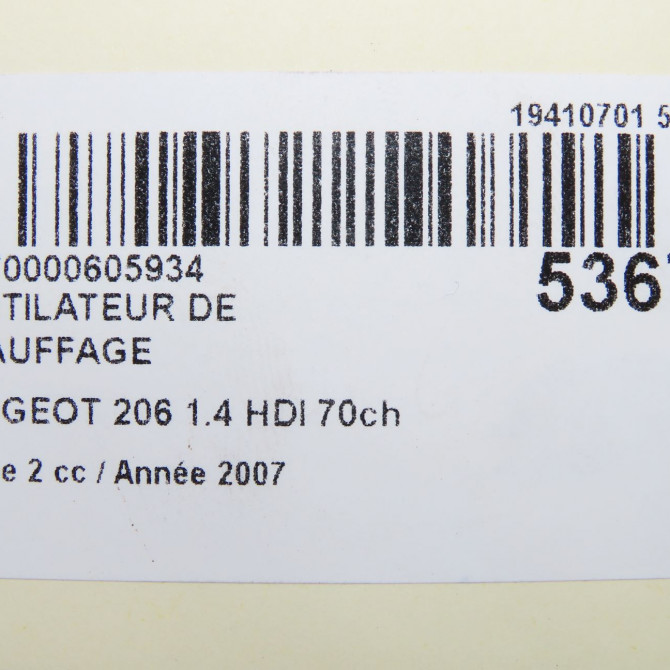 19410701 5
0000605934
536
TILATEUR DE
AUFFAGE
GEOT 206 1.4 HDI 70ch
e 2 cc / Année 2007